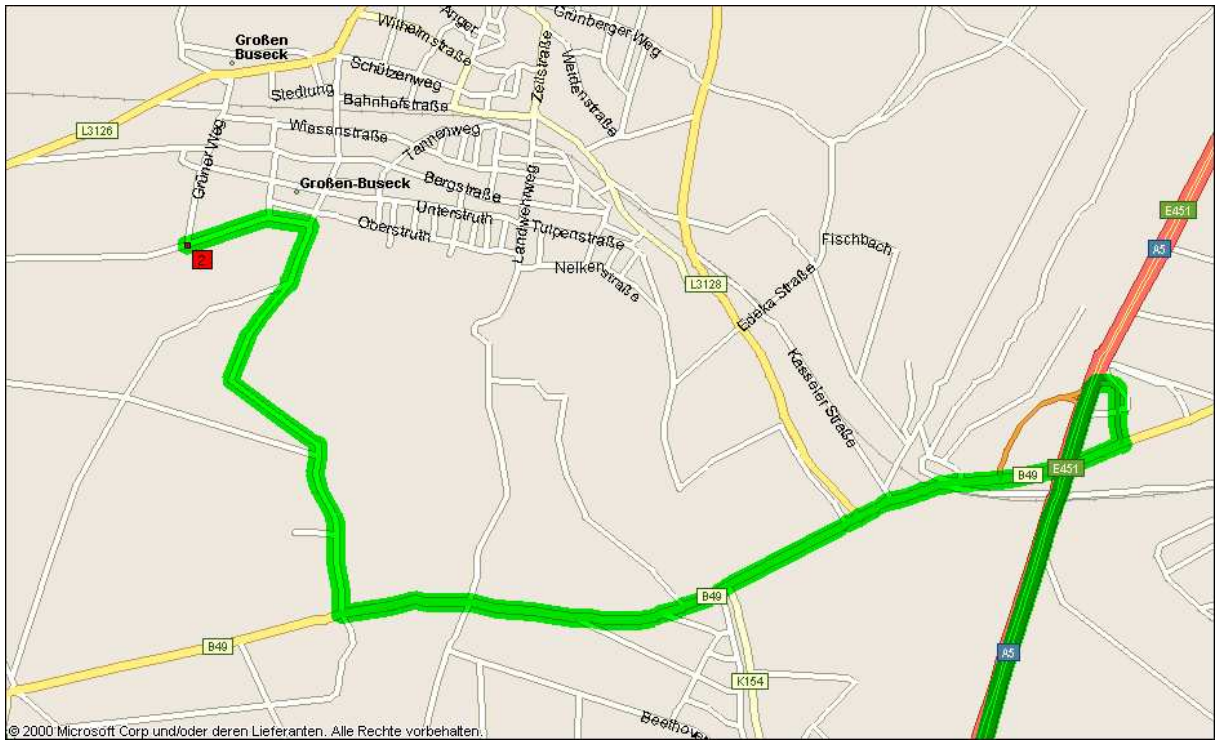 Anger
Grünberger Weg
Wilhelmstraße
Großen
Buseck
Zeilstraße
Weidenstraße
Schützenweg
Siedlung
Bahnhofstraße
L3126
Wiesenstraße
Tannenweg
Grüner Weg
Großen-Buseck
Bergstraße
Landwehrweg
Unterstruth
Oberstruth
Tulpenstraße
E451
A5
Fischbach
2
Nelkenstraße
L3128
Edeka-Straße
Kasseler Straße
B49
E451
B49
B49
A5
K154
Beethoven
© 2000 Microsoft Corp und/oder deren Lieferanten. Alle Rechte vorbehalten.